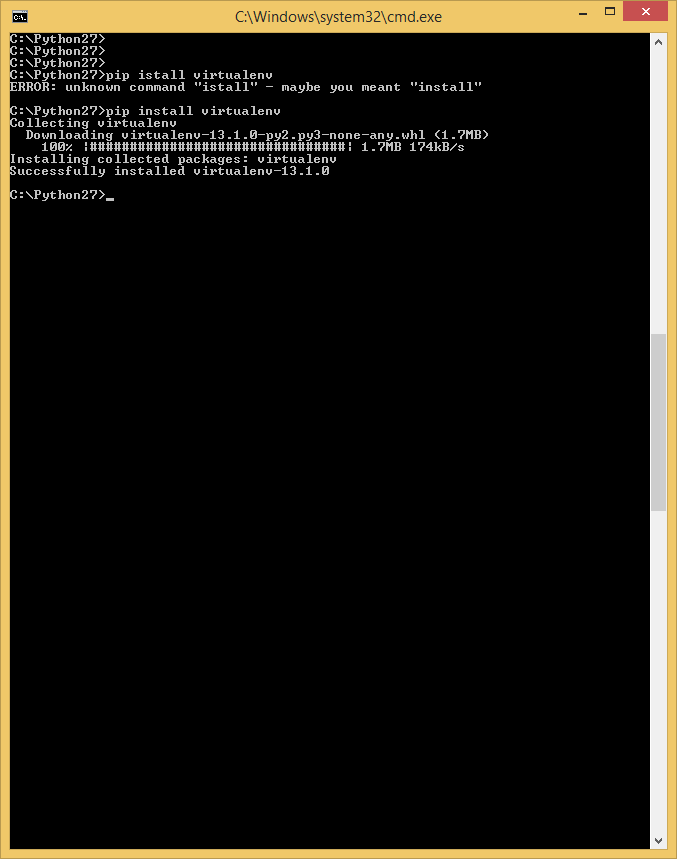 C:\Windows\system32\cmd.exe
C:\Python27>
C:\Python27>
C:\Python27>
C:\Python27>pip istall virtualenv
ERROR: unknown command "istall" - maybe you meant "install"
C:\Python27>pip install virtualenv
Collecting virtualenv
  Downloading virtualenv-13.1.0-py2.py3-none-any.whl (1.7MB)
    100% |################################| 1.7MB 174kB/s
Installing collected packages: virtualenv
Successfully installed virtualenv-13.1.0
C:\Python27>